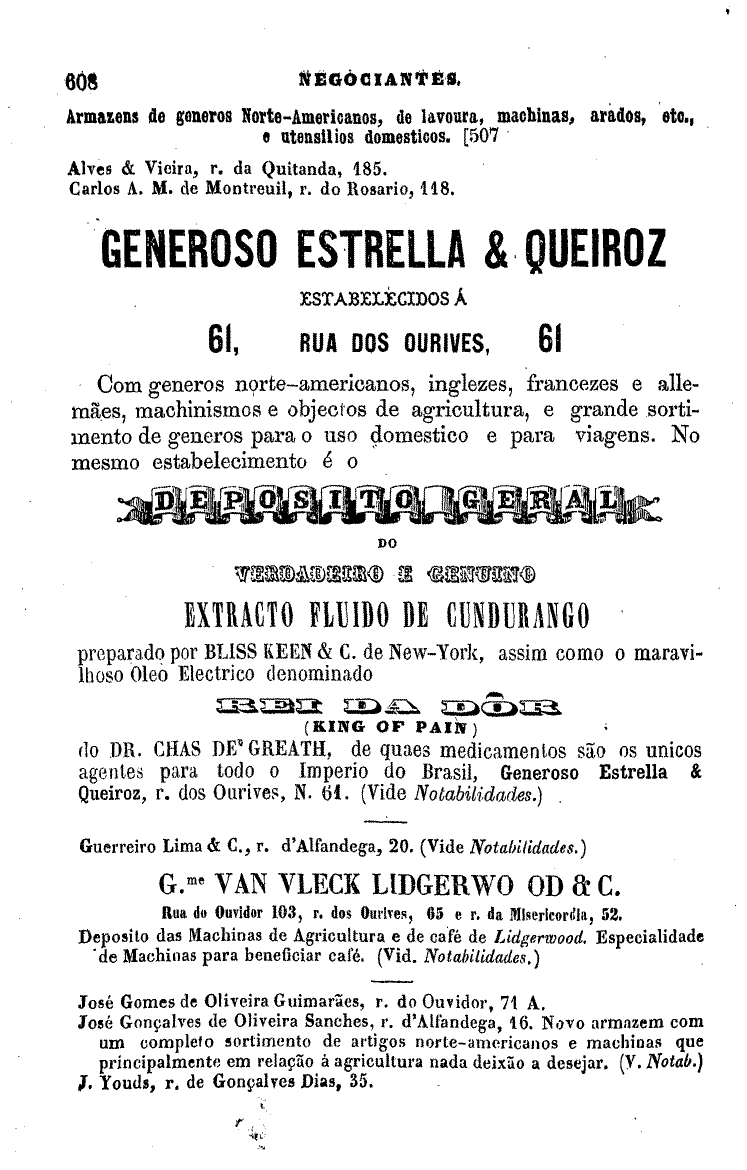 608 NEGOCIANTES.
Armazens de generos Norte-Americanos, de lavoura, machinas, arados, etc.,
e utensilios domesticos. [507
Alves & Vieira, r. da Quitanda, 185.
Carlos A. M. de Montreuil, r. do Rosario, 118.
GENEROSO ESTRELLA & QUEIROZ
ESTABELECIDOS Á
61, RUA DOS OURIVES, 61
Com generos norte-americanos, inglezes, francezes e alle-
mães, machinismos e objectos de agricultura, e grande sorti-
mento de generos para o uso domestico e para viagens. No
mesmo estabelecimento é o
DEPOSITO GERAL
DO
VERDADEIRO E GENUINO
EXTRACTO FLUIDO DE CUNDURANGO
preparado por BLISS KEEN & C. de New-York, assim como o maravi-
lhoso Oleo Electrico denominado
REI DA DÔR
(KING OF PAIN)
do DR. CHAS DE GREATH, de quaes medicamentos são os unicos
agentes para todo o Imperio do Brasil, Generoso Estrella &
Queiroz, r. dos Ourives, N. 61. (Vide Notabilidades.)
Guerreiro Lima & C., r. d'Alfandega, 20. (Vide Notabilidades.)
G.me VAN VLECK LIDGERWO OD & C.
Rua do Ouvidor 103, r. dos Ourives, 65 e r. da Misericordia, 52.
Deposito das Machinas de Agricultura e de café de Lidgerwood. Especialidade
de Machinas para beneficiar café. (Vid. Notabilidades.)
José Gomes de Oliveira Guimarães, r. do Ouvidor, 71 A.
José Gonçalves de Oliveira Sanches, r. d'Alfandega, 16. Novo armazem com
um completo sortimento de artigos norte-americanos e machinas que
principalmente em relação á agricultura nada deixão a desejar. (V. Notab.)
J. Youds, r. de Gonçalves Dias, 35.